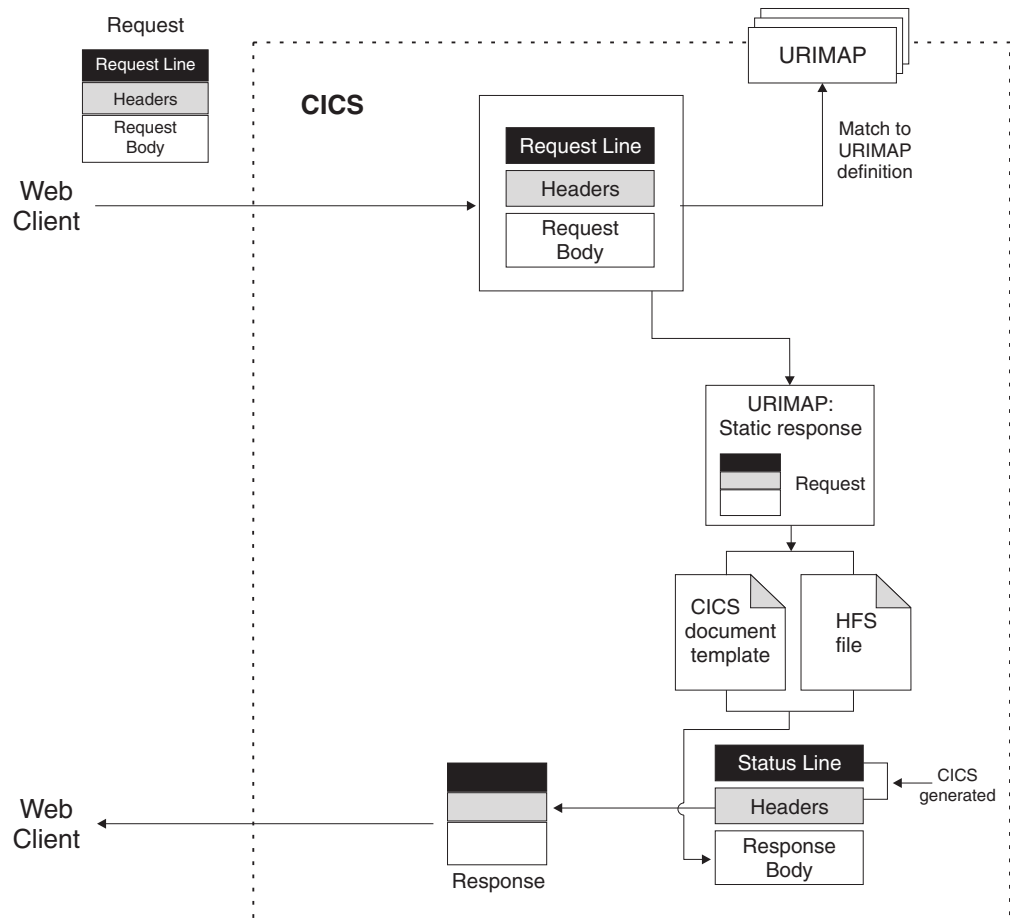 Request
Request Line
Headers
Request
Body
Web
Client
CICS
Request Line
Headers
Request
Body
URIMAP
Match to
URIMAP
definition
URIMAP:
Static response
Request
CICS
document
template
HFS
file
Status Line
Headers
Response
Body
CICS
generated
Response
Web
Client